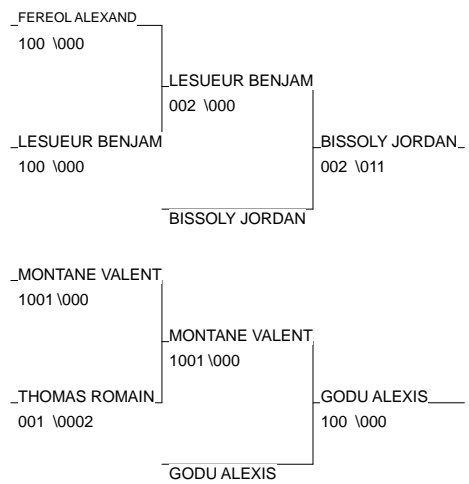 FEREOL ALEXAND
100 \000
LESUEUR BENJAM
002 \000
LESUEUR BENJAM
100 \000
BISSOLY JORDAN
002 \011
BISSOLY JORDAN
MONTANE VALENT
1001 \000
MONTANE VALENT
1001 \000
THOMAS ROMAIN
001 \0002
GODU ALEXIS
100 \000
GODU ALEXIS